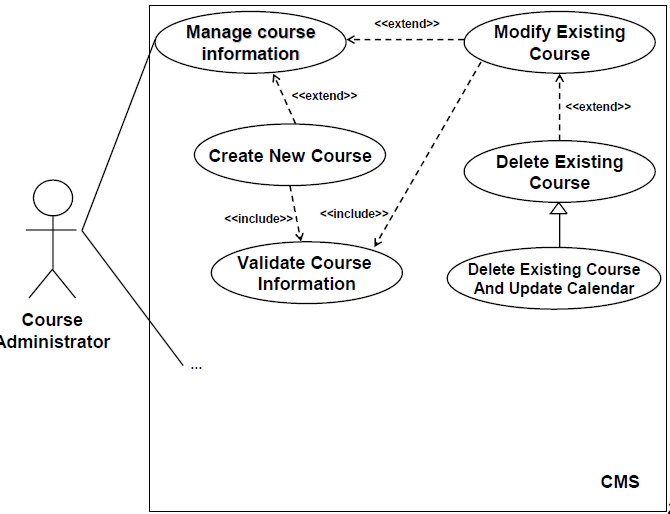 Manage course
information
<<extend>>
Modify Existing
Course
<<extend>>
<<extend>>
Create New Course
Delete Existing
Course
<<include>>
<<include>>
Validate Course
Information
Delete Existing Course
And Update Calendar
Course
Administrator
...
CMS